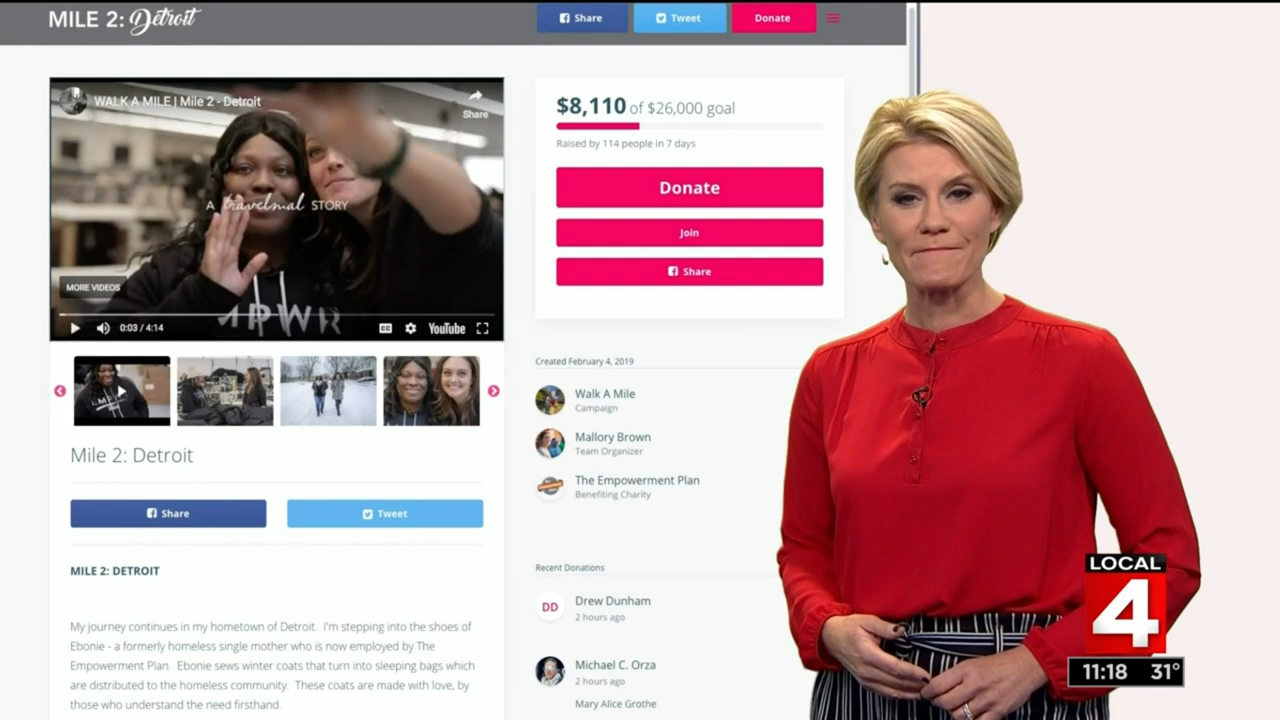 MILE 2: Detroit
Share
Tweet
Donate
WALK A MILE | Mile 2 - Detroit
Share
A travelmal STORY
MORE VIDEOS
MPWR
0:03 / 4:14
CC
YouTube
Mile 2: Detroit
Share
Tweet
MILE 2: DETROIT
My journey continues in my hometown of Detroit. I'm stepping into the shoes of
Ebonie - a formerly homeless single mother who is now employed by The
Empowerment Plan. Ebonie sews winter coats that turn into sleeping bags which
are distributed to the homeless community. These coats are made with love, by
those who understand the need firsthand.
$8,110 of $26,000 goal
Raised by 114 people in 7 days
Donate
Join
Share
Created February 4, 2019
Walk A Mile
Campaign
Mallory Brown
Team Organizer
The Empowerment Plan
Benefiting Charity
Recent Donations
DD
Drew Dunham
2 hours ago
Michael C. Orza
2 hours ago
Mary Alice Grothe
LOCAL
4
11:18 31°